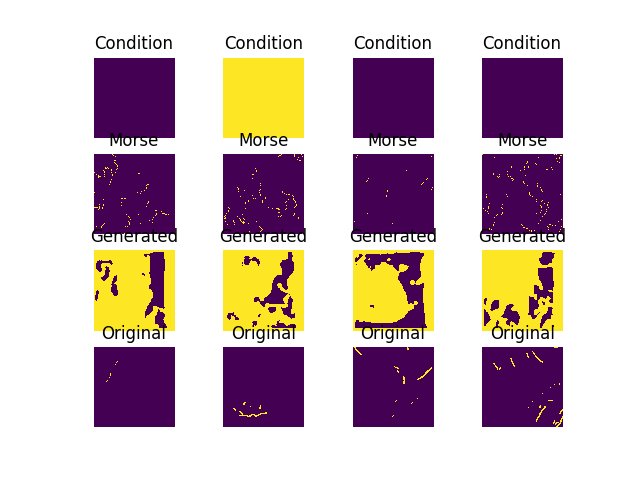 Condition Condition Condition Condition
Morse Morse Morse Morse
Generated Generated Generated Generated
Original Original Original Original